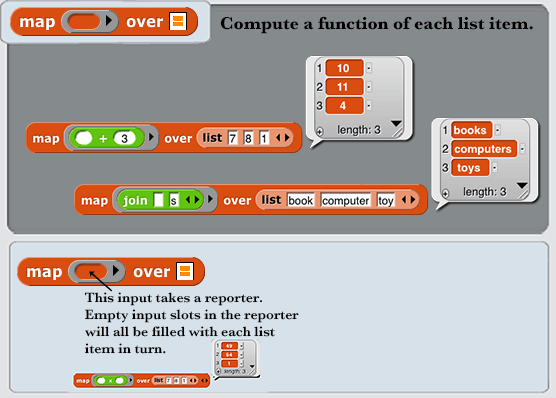 map over
Compute a function of each list item.
1 10
2 11
3 4
length: 3
map + 3 over list 7 8 1
1 books
2 computers
3 toys
length: 3
map join s over list book computer toy
map over
This input takes a reporter.
Empty input slots in the reporter
will all be filled with each list
item in turn.
1 49
2 64
3 1
length: 3
map × over list 7 8 1